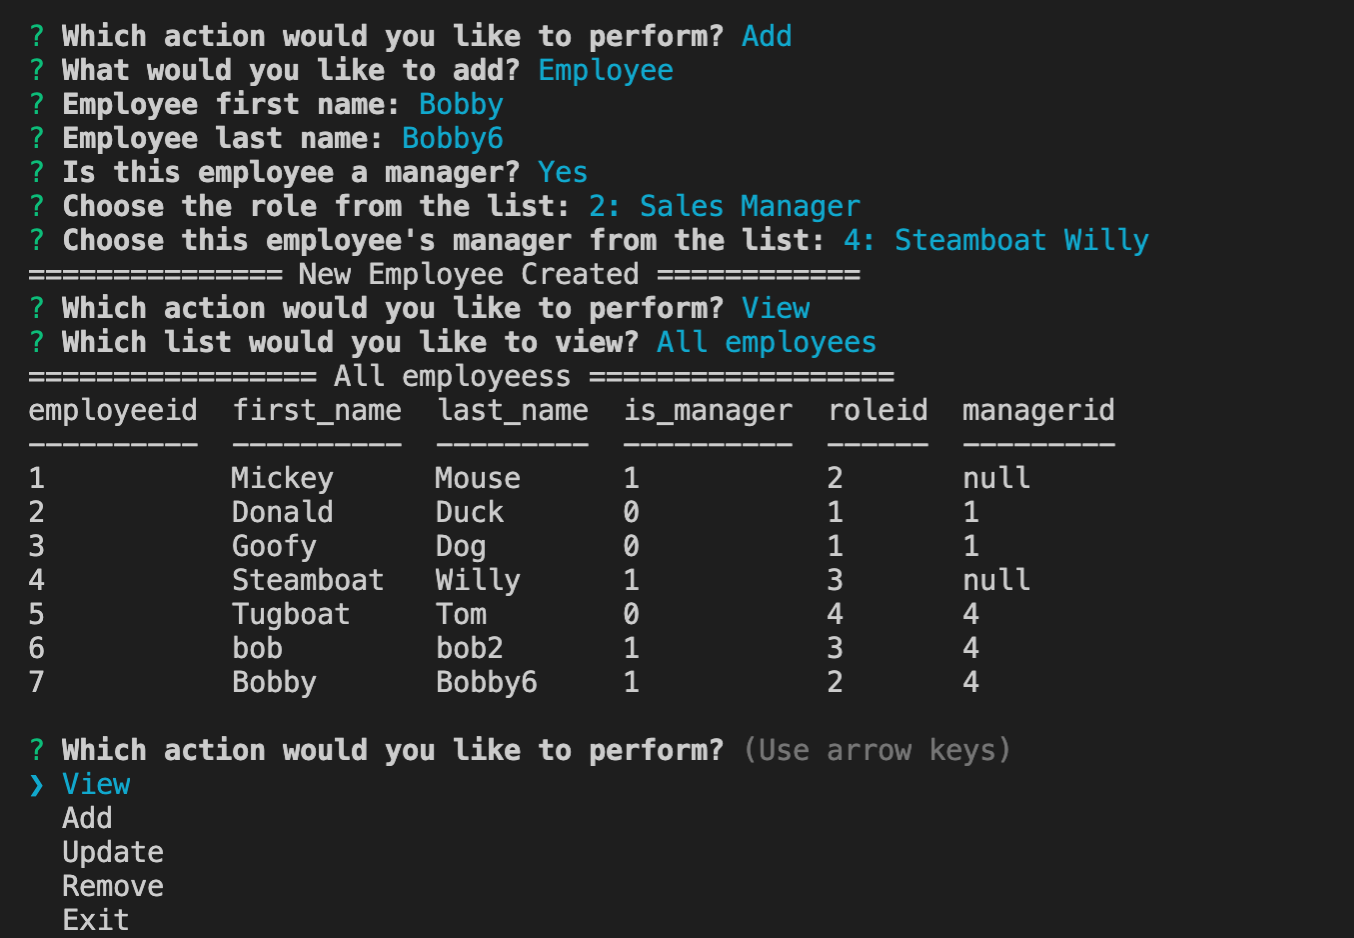 ? Which action would you like to perform? Add
? What would you like to add? Employee
? Employee first name: Bobby
? Employee last name: Bobby6
? Is this employee a manager? Yes
? Choose the role from the list: 2: Sales Manager
? Choose this employee's manager from the list: 4: Steamboat Willy
=============== New Employee Created ============
? Which action would you like to perform? View
? Which list would you like to view? All employees
================= All employeess ==================
employeeid  first_name  last_name  is_manager  roleid  managerid
----------  ----------  ---------  ----------  ------  ---------
1           Mickey      Mouse      1           2       null
2           Donald      Duck       0           1       1
3           Goofy       Dog        0           1       1
4           Steamboat   Willy      1           3       null
5           Tugboat     Tom        0           4       4
6           bob         bob2       1           3       4
7           Bobby       Bobby6     1           2       4
? Which action would you like to perform? (Use arrow keys)
❯ View
  Add
  Update
  Remove
  Exit